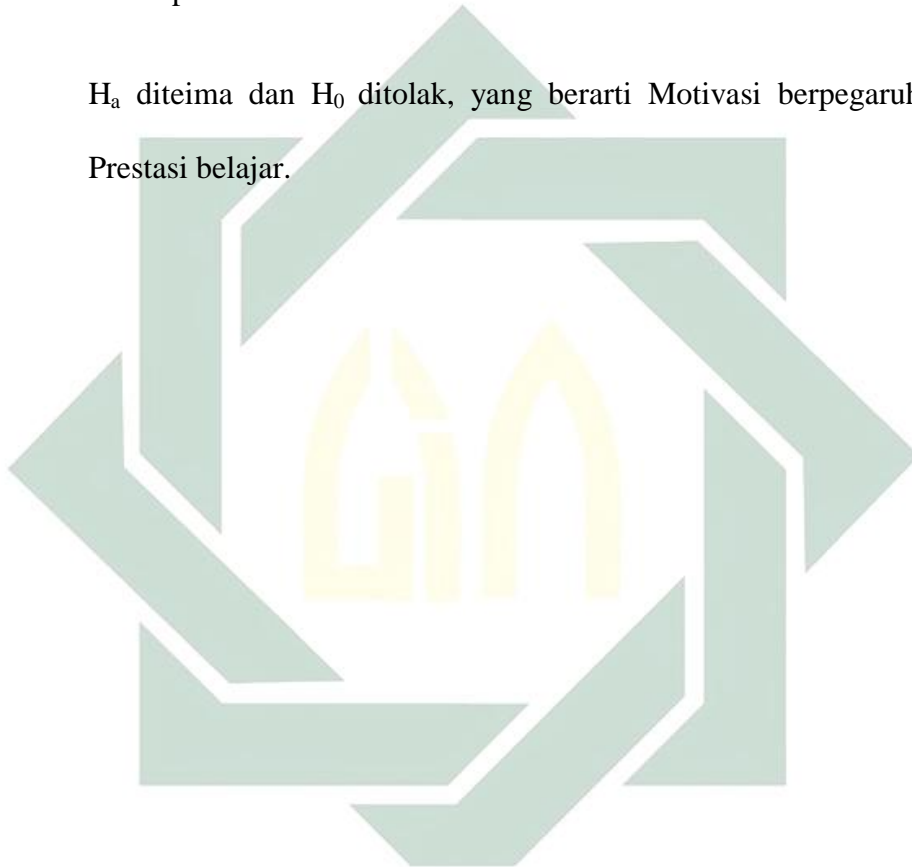 Hₐ diteima dan H₀ ditolak, yang berarti Motivasi berpegaruh
Prestasi belajar.